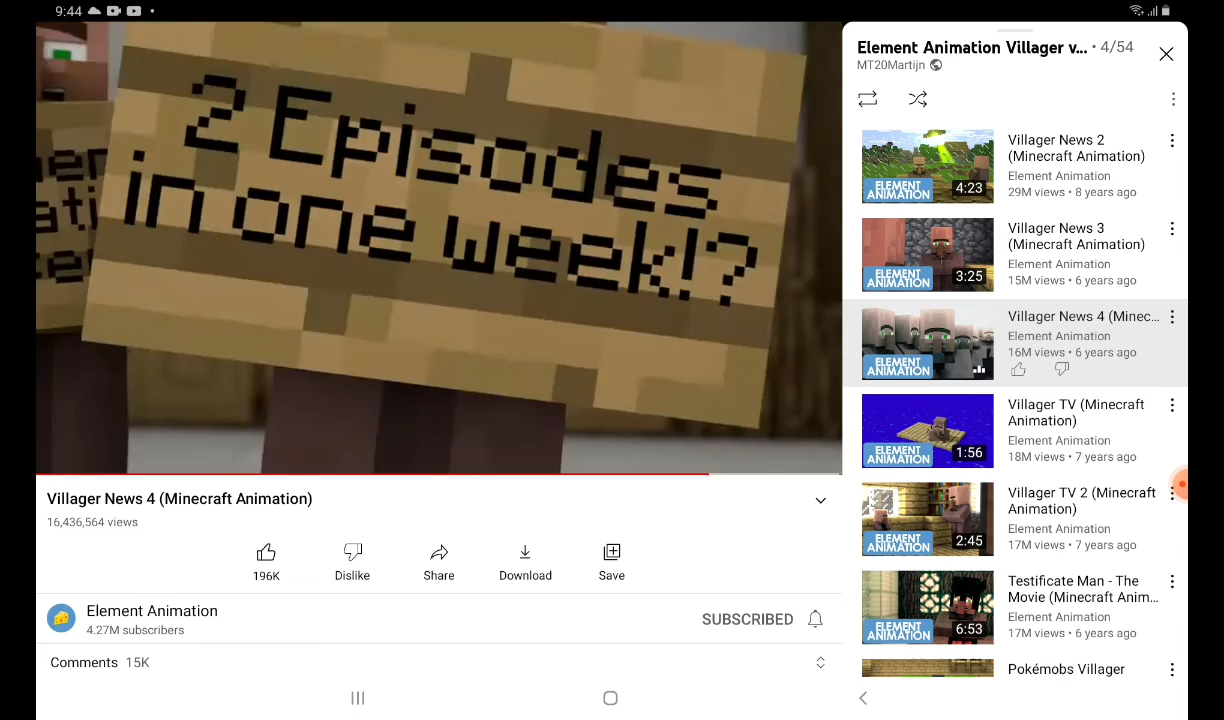 9:44
2 Episodes
in one week!?
Villager News 4 (Minecraft Animation)
16,436,564 views
196K
Dislike
Share
Download
Save
Element Animation
4.27M subscribers
SUBSCRIBED
Comments 15K
Element Animation Villager v... • 4/54
MT20Martijn
ELEMENT
ANIMATION
4:23
Villager News 2
(Minecraft Animation)
Element Animation
29M views • 8 years ago
ELEMENT
ANIMATION
3:25
Villager News 3
(Minecraft Animation)
Element Animation
15M views • 6 years ago
ELEMENT
ANIMATION
Villager News 4 (Minec...
Element Animation
16M views • 6 years ago
ELEMENT
ANIMATION
1:56
Villager TV (Minecraft
Animation)
Element Animation
18M views • 7 years ago
ELEMENT
ANIMATION
2:45
Villager TV 2 (Minecraft
Animation)
Element Animation
17M views • 7 years ago
ELEMENT
ANIMATION
6:53
Testificate Man - The
Movie (Minecraft Anim...
Element Animation
17M views • 6 years ago
Pokémobs Villager